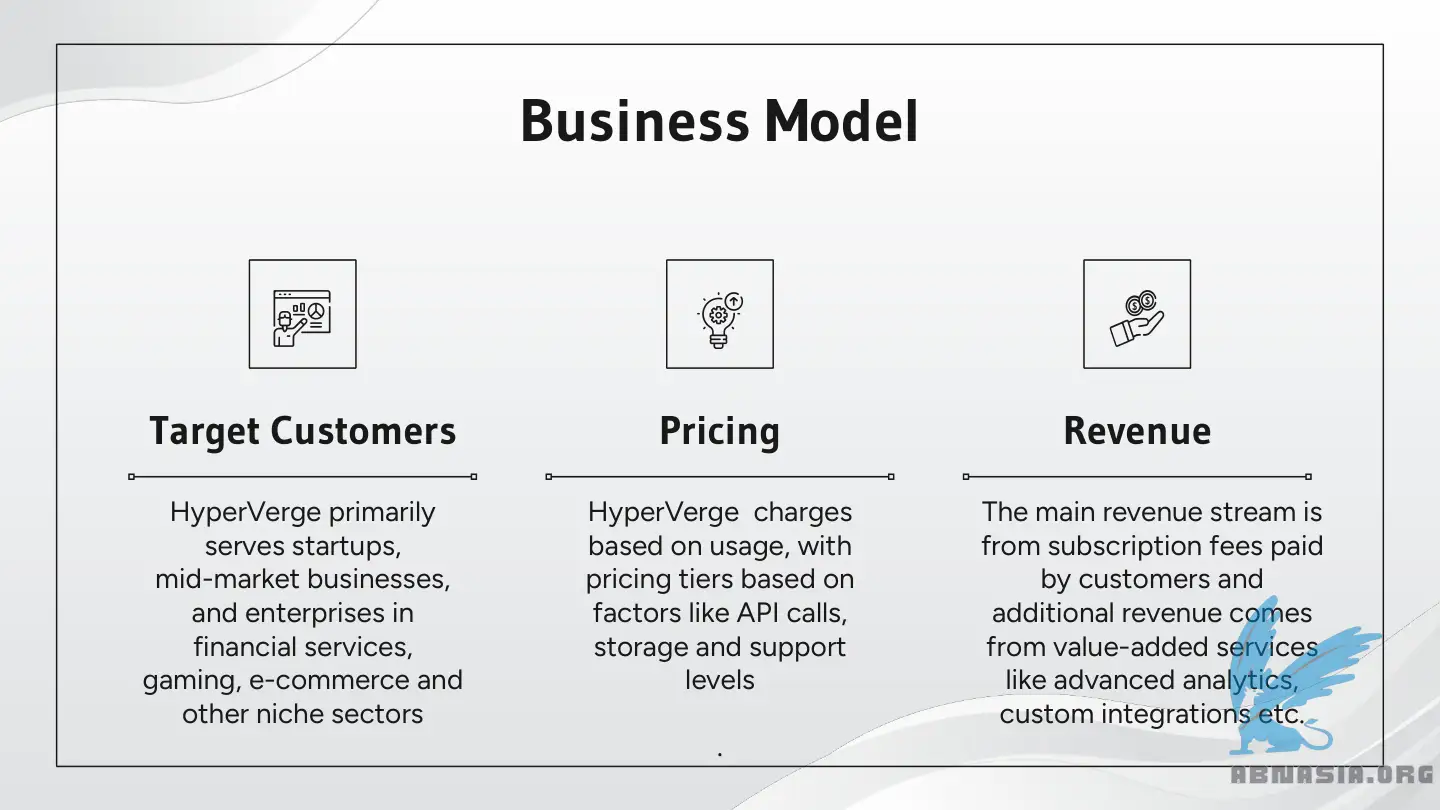 Business Model
Target Customers
HyperVerge primarily
serves startups,
mid-market businesses,
and enterprises in
financial services,
gaming, e-commerce and
other niche sectors
Pricing
HyperVerge  charges
based on usage, with
pricing tiers based on
factors like API calls,
storage and support
levels
.
Revenue
The main revenue stream is
from subscription fees paid
by customers and
additional revenue comes
from value-added services
like advanced analytics,
custom integrations etc.
ABNASIA.ORG